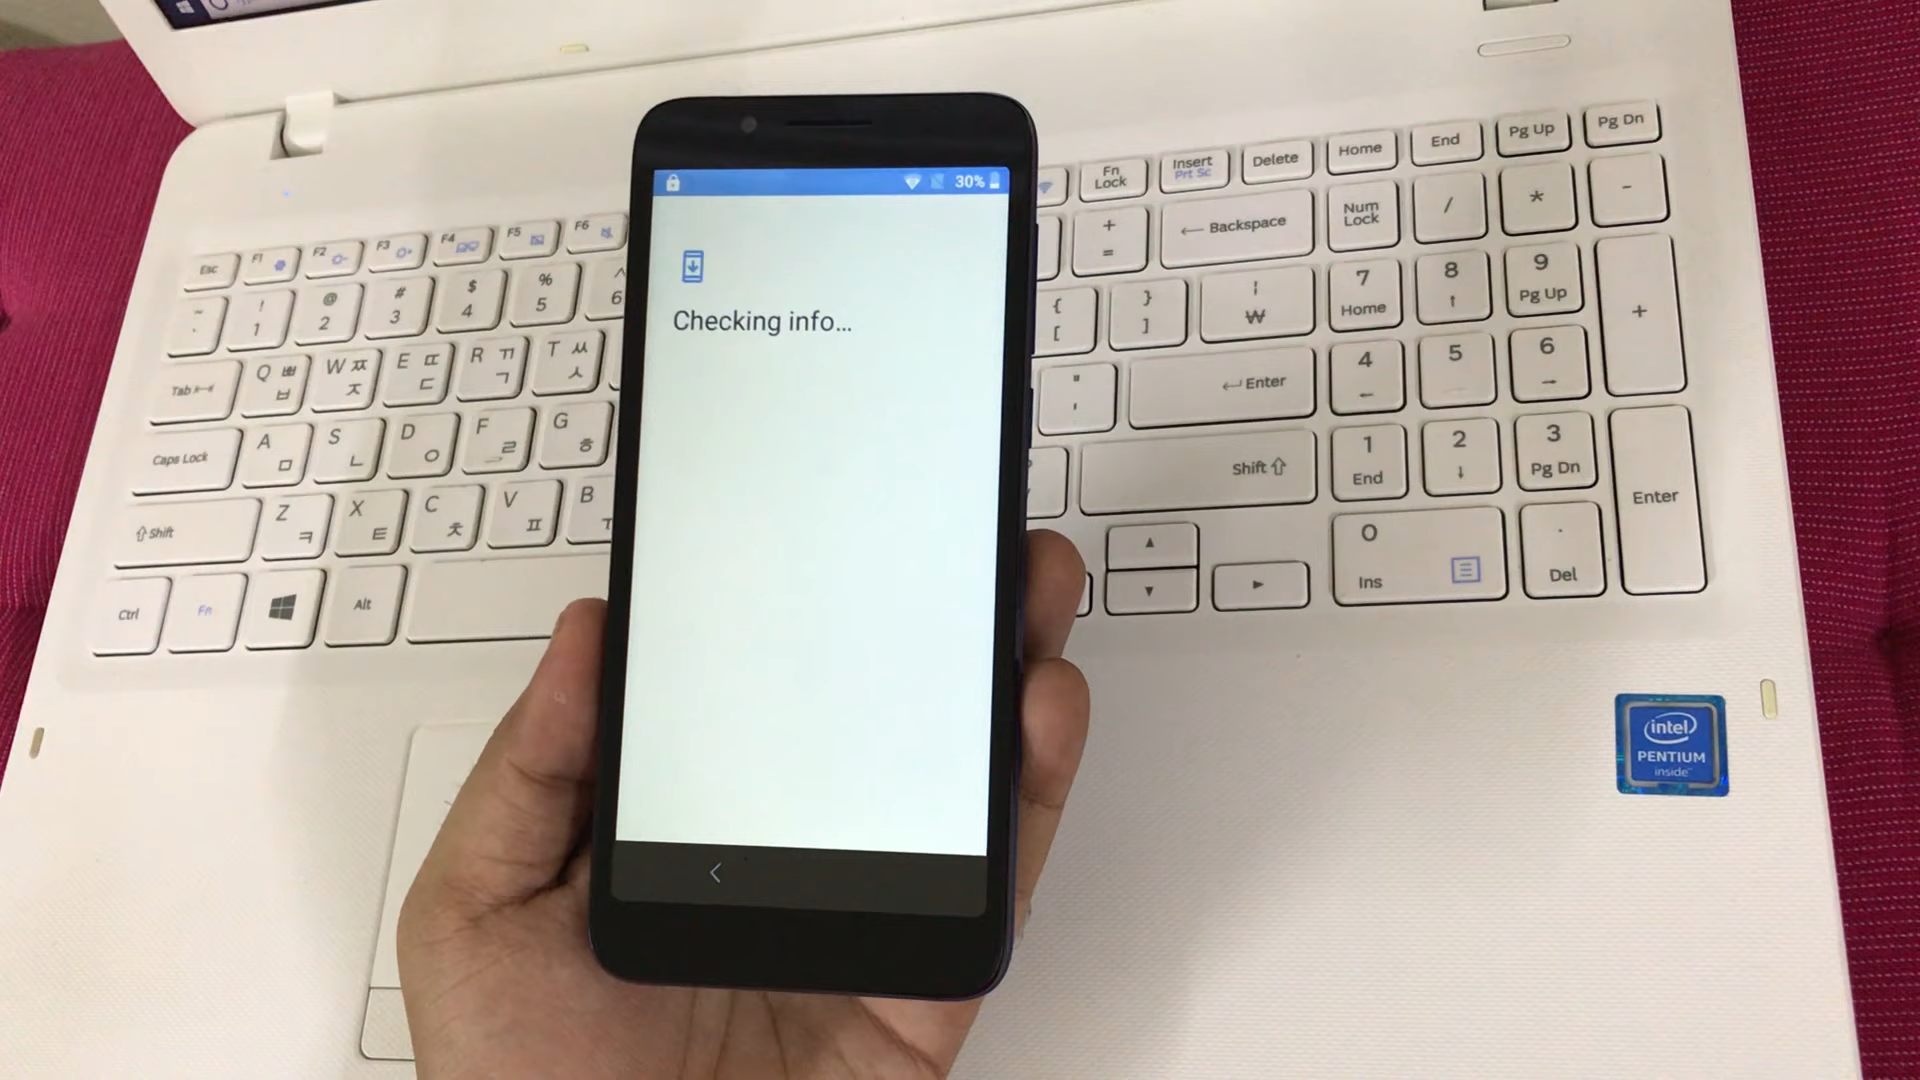 30%
Checking info...
Fn Lock
Insert
Prt Sc
Delete
Home
End
Pg Up
Pg Dn
Esc
F1
F2
F3
F4
F5
F6
~
`
!
1
@
2
#
3
$
4
%
5
^
6
+
=
← Backspace
Num Lock
/
*
-
Tab
Q ㅃ
ㅂ
W ㅉ
ㅈ
E ㄸ
ㄷ
R ㄲ
ㄱ
T ㅆ
ㅅ
{
[
}
]
₩
7
Home
8
↑
9
Pg Up
+
Caps Lock
A
ㅁ
S
ㄴ
D
ㅇ
F
ㄹ
G
ㅎ
"
'
Enter
4
←
5
6
→
Shift
Z
ㅋ
X
ㅌ
C
ㅊ
V
ㅍ
B
ㅜ
Shift
1
End
2
↓
3
Pg Dn
Enter
Ctrl
Fn
Alt
0
Ins
.
Del
intel
PENTIUM
inside™